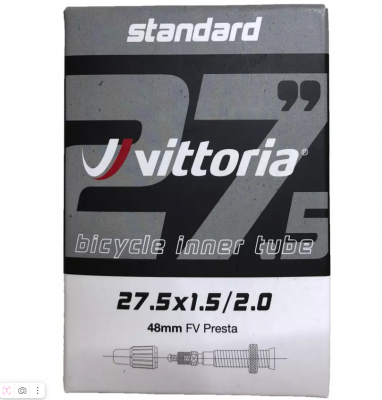 standard
27.5"
vittoria®
bicycle inner tube
27.5x1.5/2.0
48mm FV Presta